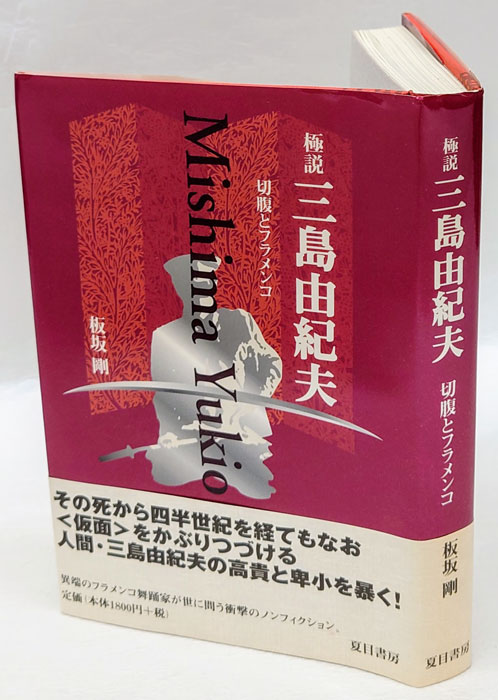 極説
三島由紀夫
切腹とフラメンコ
Mishima Yukio
板坂 剛
その死から四半世紀を経てもなお
<仮面>をかぶりつづける
人間・三島由紀夫の高貴と卑小を暴く!
異端のフラメンコ舞踊家が世に問う衝撃のノンフィクション。
定価(本体1800円+税)
夏目書房
極説
三島由紀夫
切腹とフラメンコ
板坂 剛
夏目書房